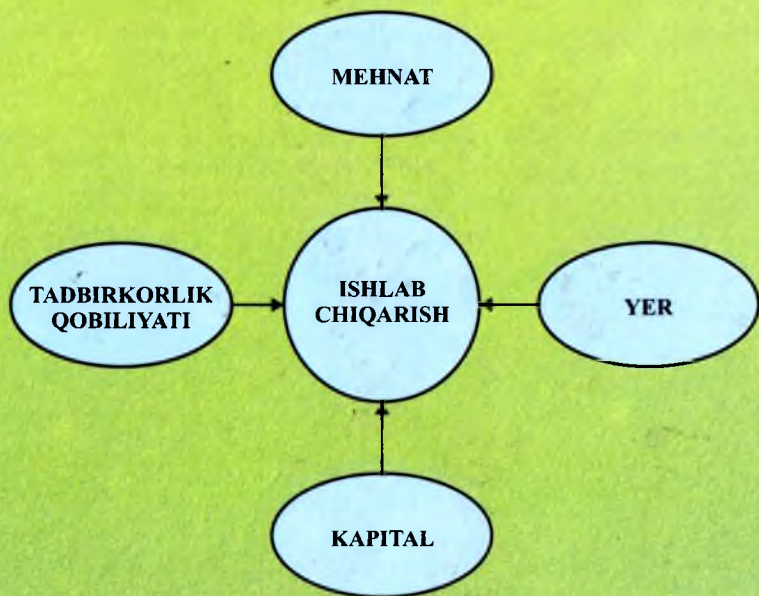 MEHNAT
TADBIRKORLIK
QOBILIYATI
ISHLAB
CHIQARISH
YER
KAPITAL